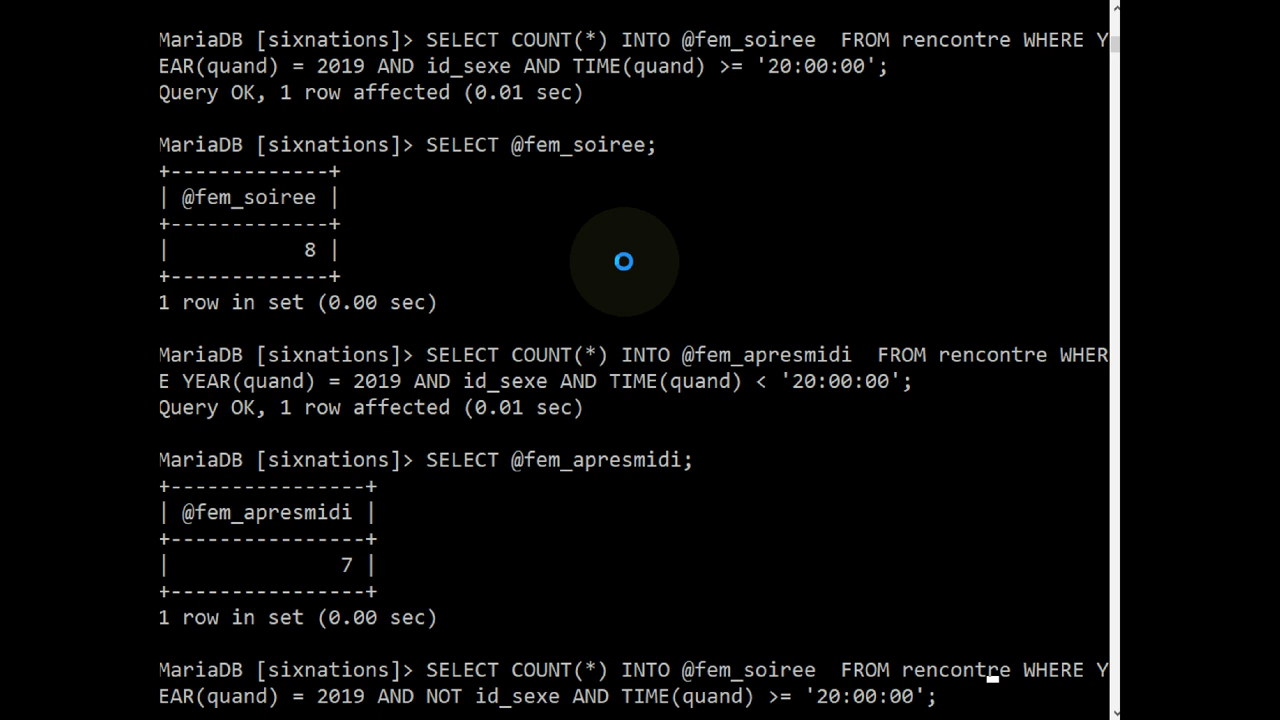 MariaDB [sixnations]> SELECT COUNT(*) INTO @fem_soiree  FROM rencontre WHERE Y
EAR(quand) = 2019 AND id_sexe AND TIME(quand) >= '20:00:00';
Query OK, 1 row affected (0.01 sec)
MariaDB [sixnations]> SELECT @fem_soiree;
+-------------+
| @fem_soiree |
+-------------+
|           8 |
+-------------+
1 row in set (0.00 sec)
MariaDB [sixnations]> SELECT COUNT(*) INTO @fem_apresmidi  FROM rencontre WHER
E YEAR(quand) = 2019 AND id_sexe AND TIME(quand) < '20:00:00';
Query OK, 1 row affected (0.01 sec)
MariaDB [sixnations]> SELECT @fem_apresmidi;
+----------------+
| @fem_apresmidi |
+----------------+
|              7 |
+----------------+
1 row in set (0.00 sec)
MariaDB [sixnations]> SELECT COUNT(*) INTO @fem_soiree  FROM rencontre WHERE Y
EAR(quand) = 2019 AND NOT id_sexe AND TIME(quand) >= '20:00:00';